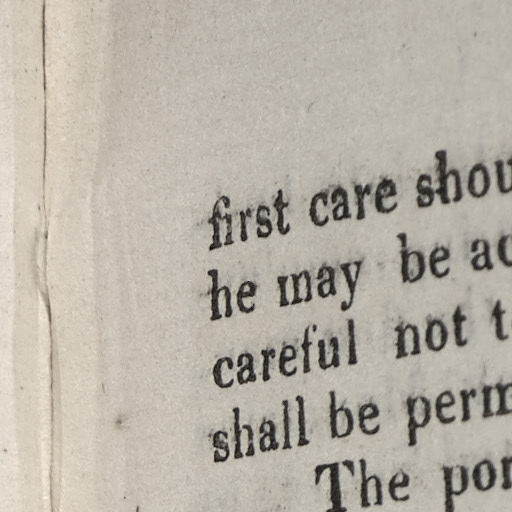 first care shou
he may be ac
careful not t
shall be perm
The por